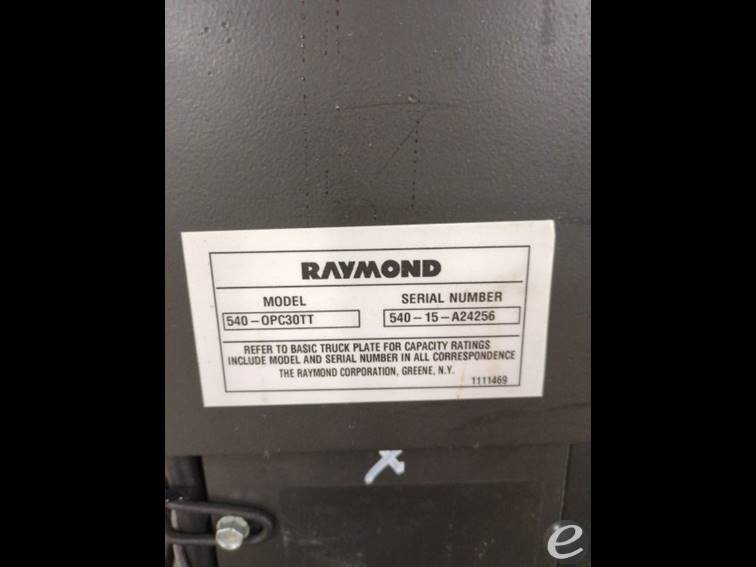 RAYMOND
MODEL SERIAL NUMBER
540-OPC30TT 540-15-A24256
REFER TO BASIC TRUCK PLATE FOR CAPACITY RATINGS
INCLUDE MODEL AND SERIAL NUMBER IN ALL CORRESPONDENCE
THE RAYMOND CORPORATION, GREENE, N.Y.
1111469
X
e